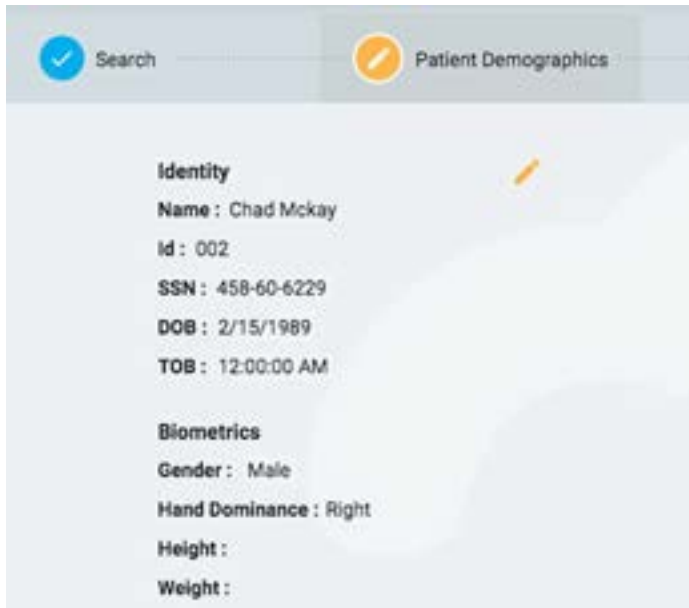 Search
Patient Demographics
Identity
Name : Chad Mckay
Id : 002
SSN : 458-60-6229
DOB : 2/15/1989
TOB : 12:00:00 AM
Biometrics
Gender : Male
Hand Dominance : Right
Height :
Weight :